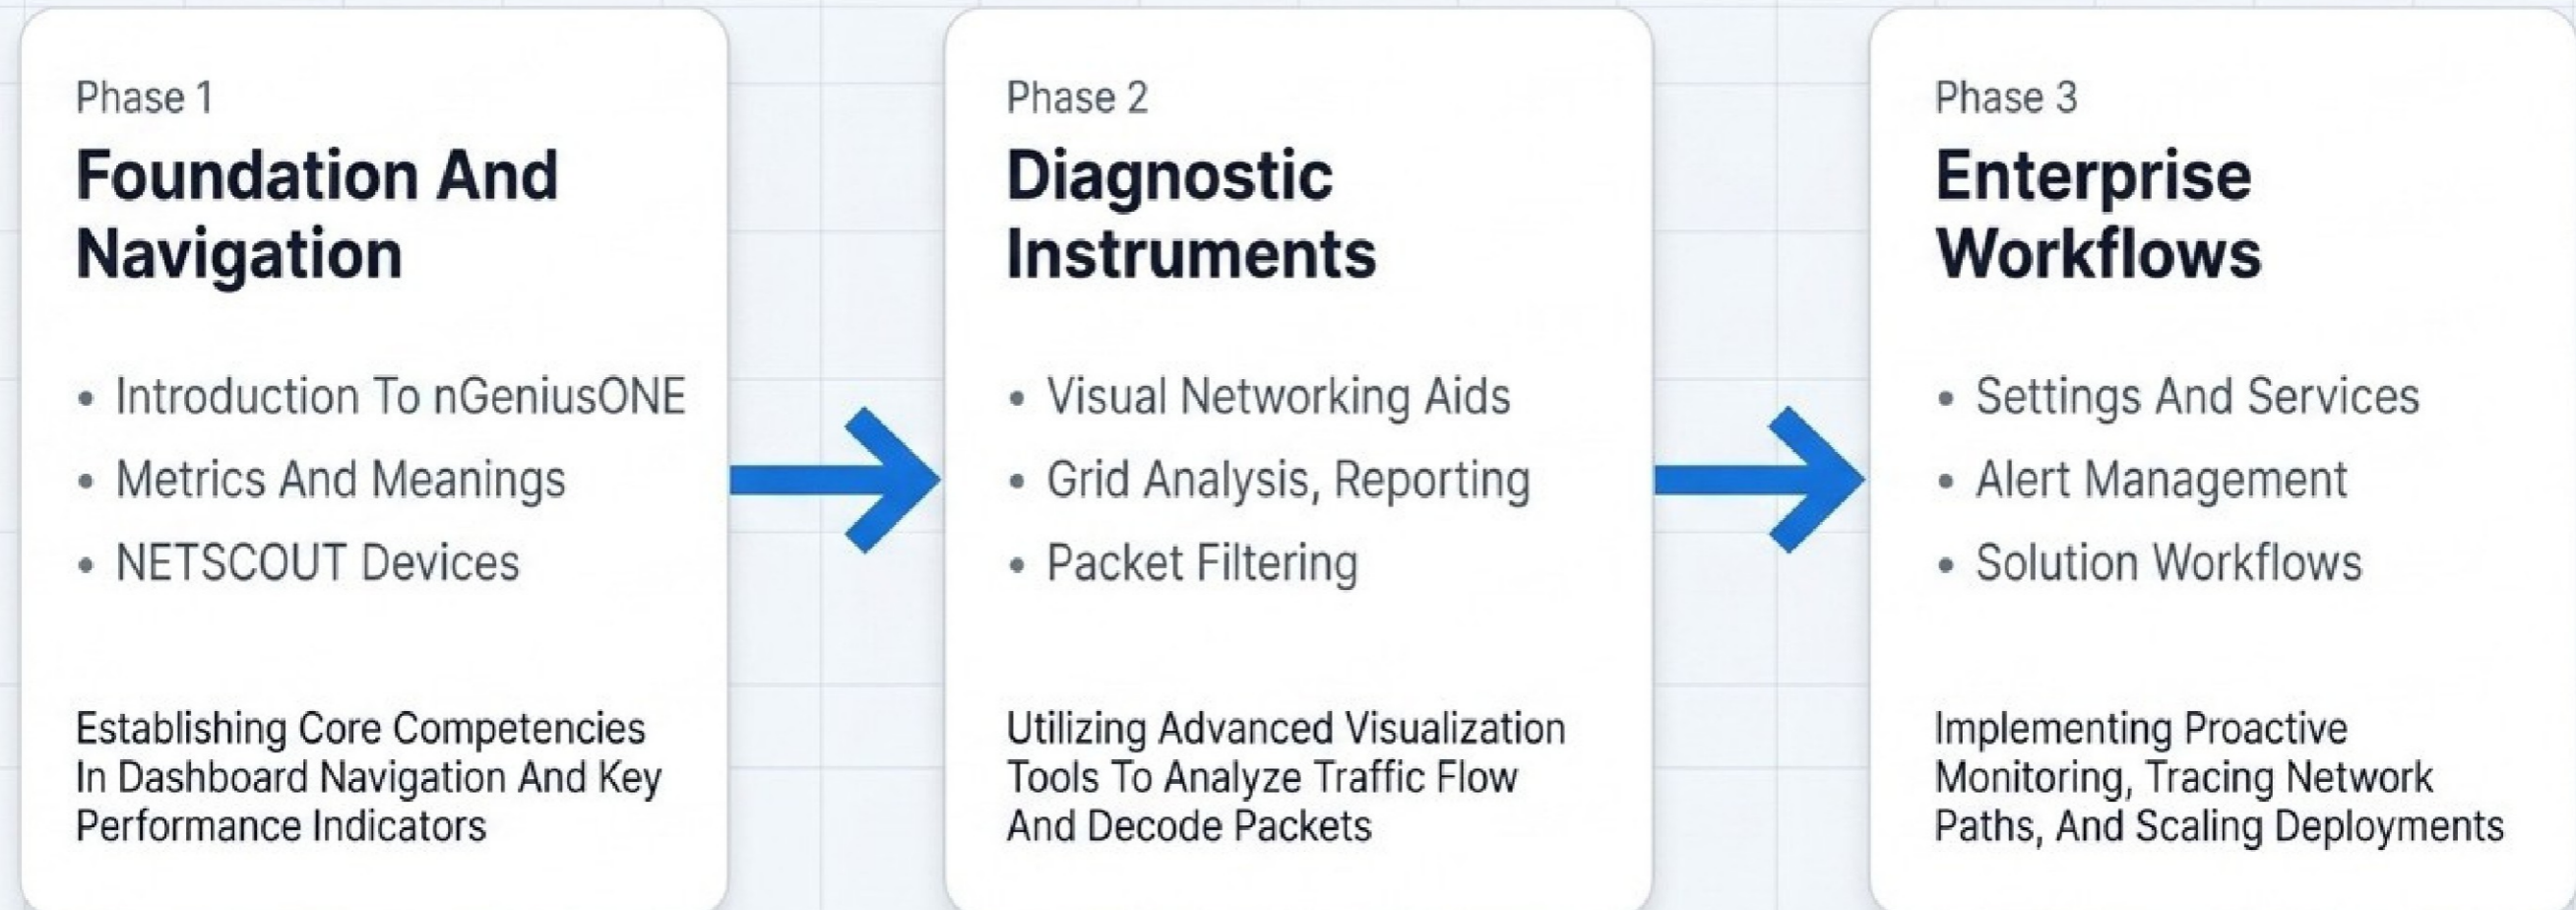 Phase 1
Foundation And
Navigation
• Introduction To nGeniusONE
• Metrics And Meanings
• NETSCOUT Devices
Establishing Core Competencies
In Dashboard Navigation And Key
Performance Indicators
Phase 2
Diagnostic
Instruments
• Visual Networking Aids
• Grid Analysis, Reporting
• Packet Filtering
Utilizing Advanced Visualization
Tools To Analyze Traffic Flow
And Decode Packets
Phase 3
Enterprise
Workflows
• Settings And Services
• Alert Management
• Solution Workflows
Implementing Proactive
Monitoring, Tracing Network
Paths, And Scaling Deployments